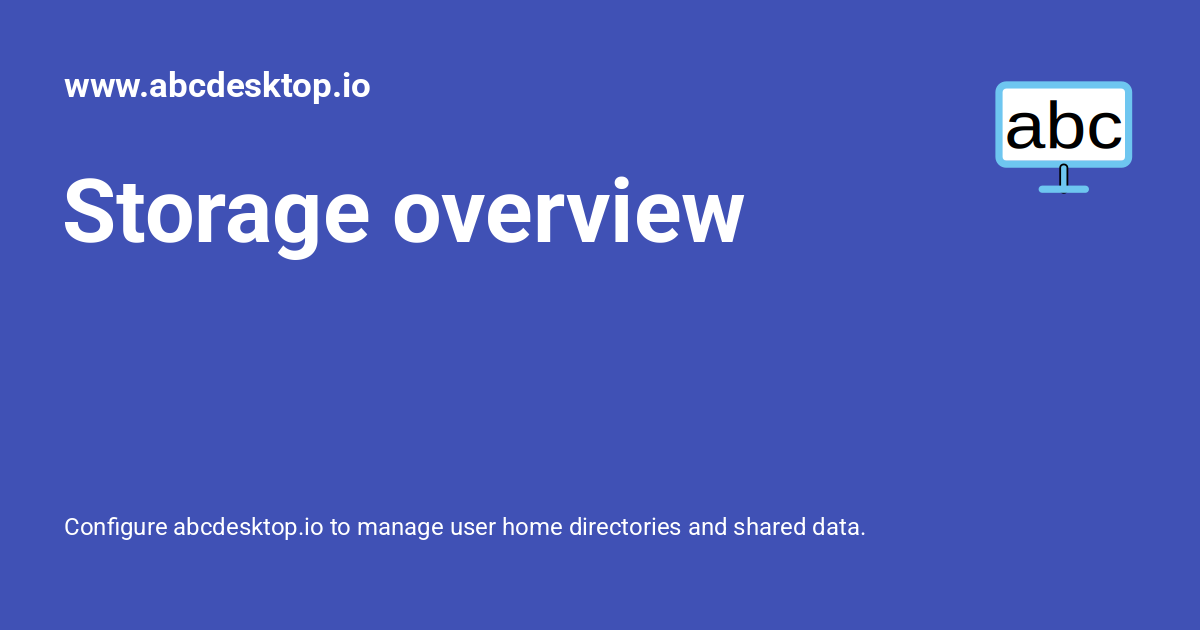 www.abcdesktop.io
abc
Storage overview
Configure abcdesktop.io to manage user home directories and shared data.